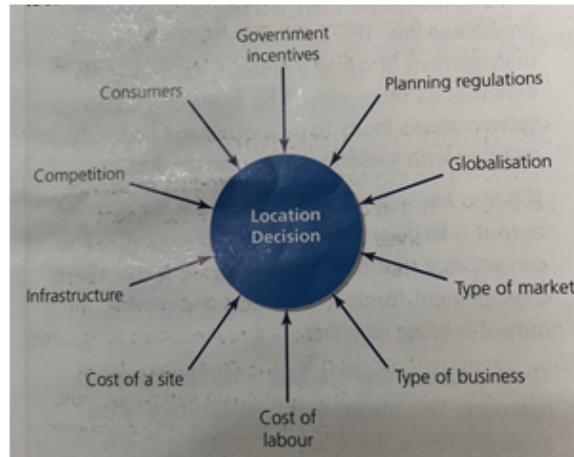 Government
incentives
Consumers
Planning regulations
Competition
Globalisation
Location
Decision
Infrastructure
Type of market
Cost of a site
Type of business
Cost of
labour